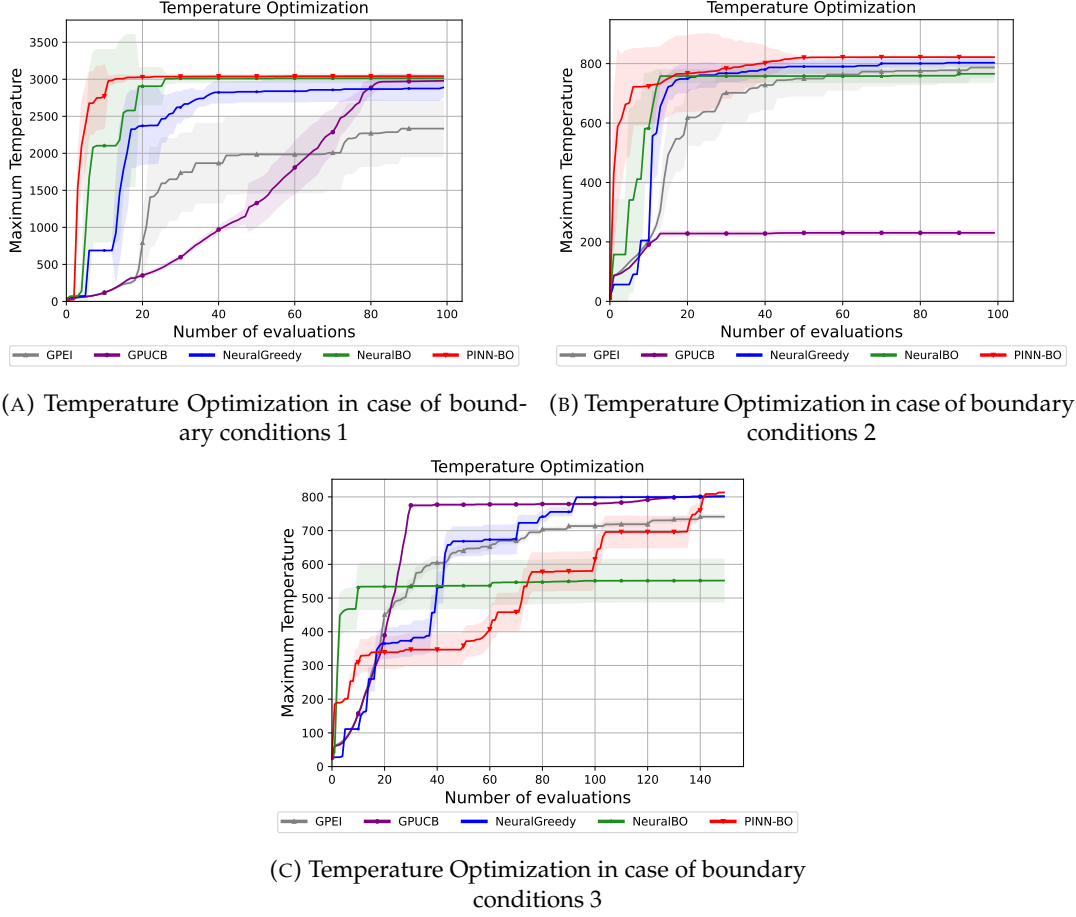 Temperature Optimization
Maximum Temperature
3500
3000
2500
2000
1500
1000
500
0
0 20 40 60 80 100
Number of evaluations
GPEI GPUCB NeuralGreedy NeuralBO PINN-BO
(A) Temperature Optimization in case of bound-
ary conditions 1
Temperature Optimization
Maximum Temperature
800
600
400
200
0
0 20 40 60 80 100
Number of evaluations
GPEI GPUCB NeuralGreedy NeuralBO PINN-BO
(B) Temperature Optimization in case of boundary
conditions 2
Temperature Optimization
Maximum Temperature
800
700
600
500
400
300
200
100
0
0 20 40 60 80 100 120 140
Number of evaluations
GPEI GPUCB NeuralGreedy NeuralBO PINN-BO
(C) Temperature Optimization in case of boundary
conditions 3